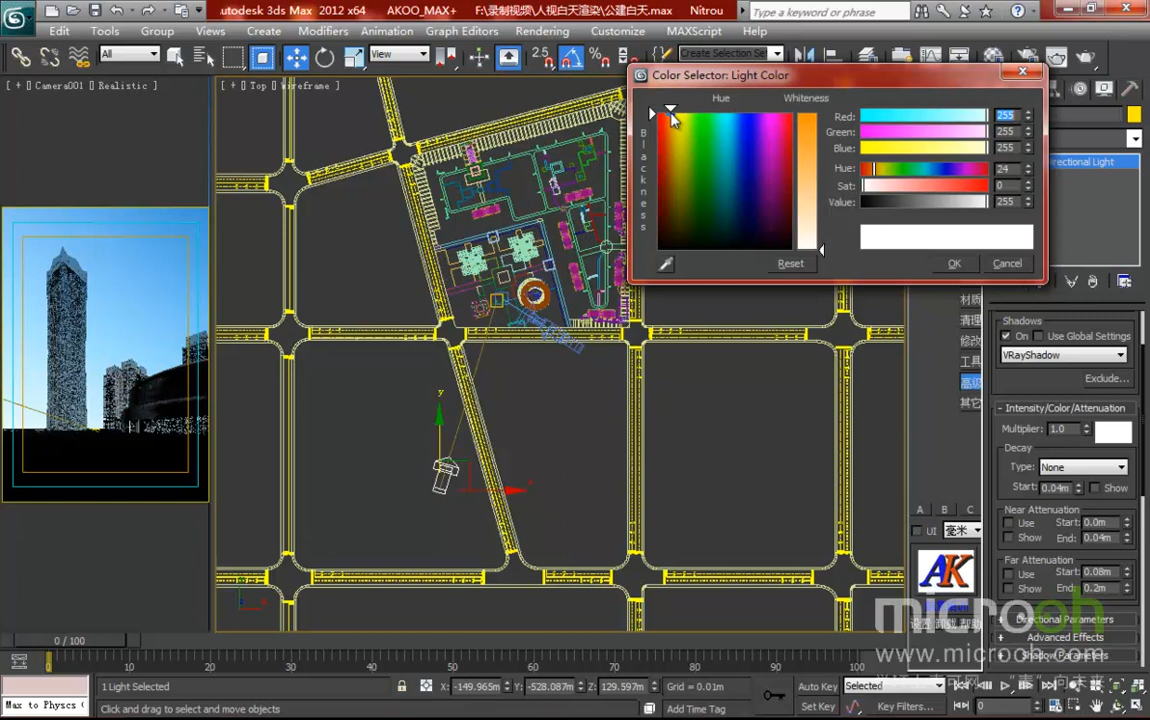 utodesk 3ds Max 2012 x64 AKOO_MAX+ F:\录制视频\人视白天渲染\公建白天.max Nitrou
Type a keyword or phrase
Edit Tools Group Views Create Modifiers Animation Graph Editors Rendering Customize MAXScript Help
All View 2.5 Create Selection Set
[ + ] Camera001 [ Realistic ]
[ + ] Top [ Wireframe ]
Color Selector: Light Color
Hue Whiteness
Blackness
Red: 255
Green: 255
Blue: 255
Hue: 24
Sat: 0
Value: 255
Reset OK Cancel
irectional Light
材质
清理
修改
工具
其它
Shadows
On Use Global Settings
VRayShadow
Exclude...
- Intensity/Color/Attenuation
Multiplier: 1.0
Decay
Type: None
Start: 0.04m Show
Near Attenuation
Use Start: 0.0m
Show End: 0.04m
Far Attenuation
Use Start: 0.08m
Show End: 0.2m
+ Directional Parameters
+ Advanced Effects
+ Shadow Parameters
A B C
UI 毫米
AK
microoh
www.microoh.com
y
x
0 / 100
0 10 20 30 40 50 60 70 80 90 100
1 Light Selected X: -149.965m Y: -528.087m Z: 129.597m Grid = 0.01m Auto Key Selected
Max to Physcs ( Click and drag to select and move objects Add Time Tag Set Key Key Filters... 0